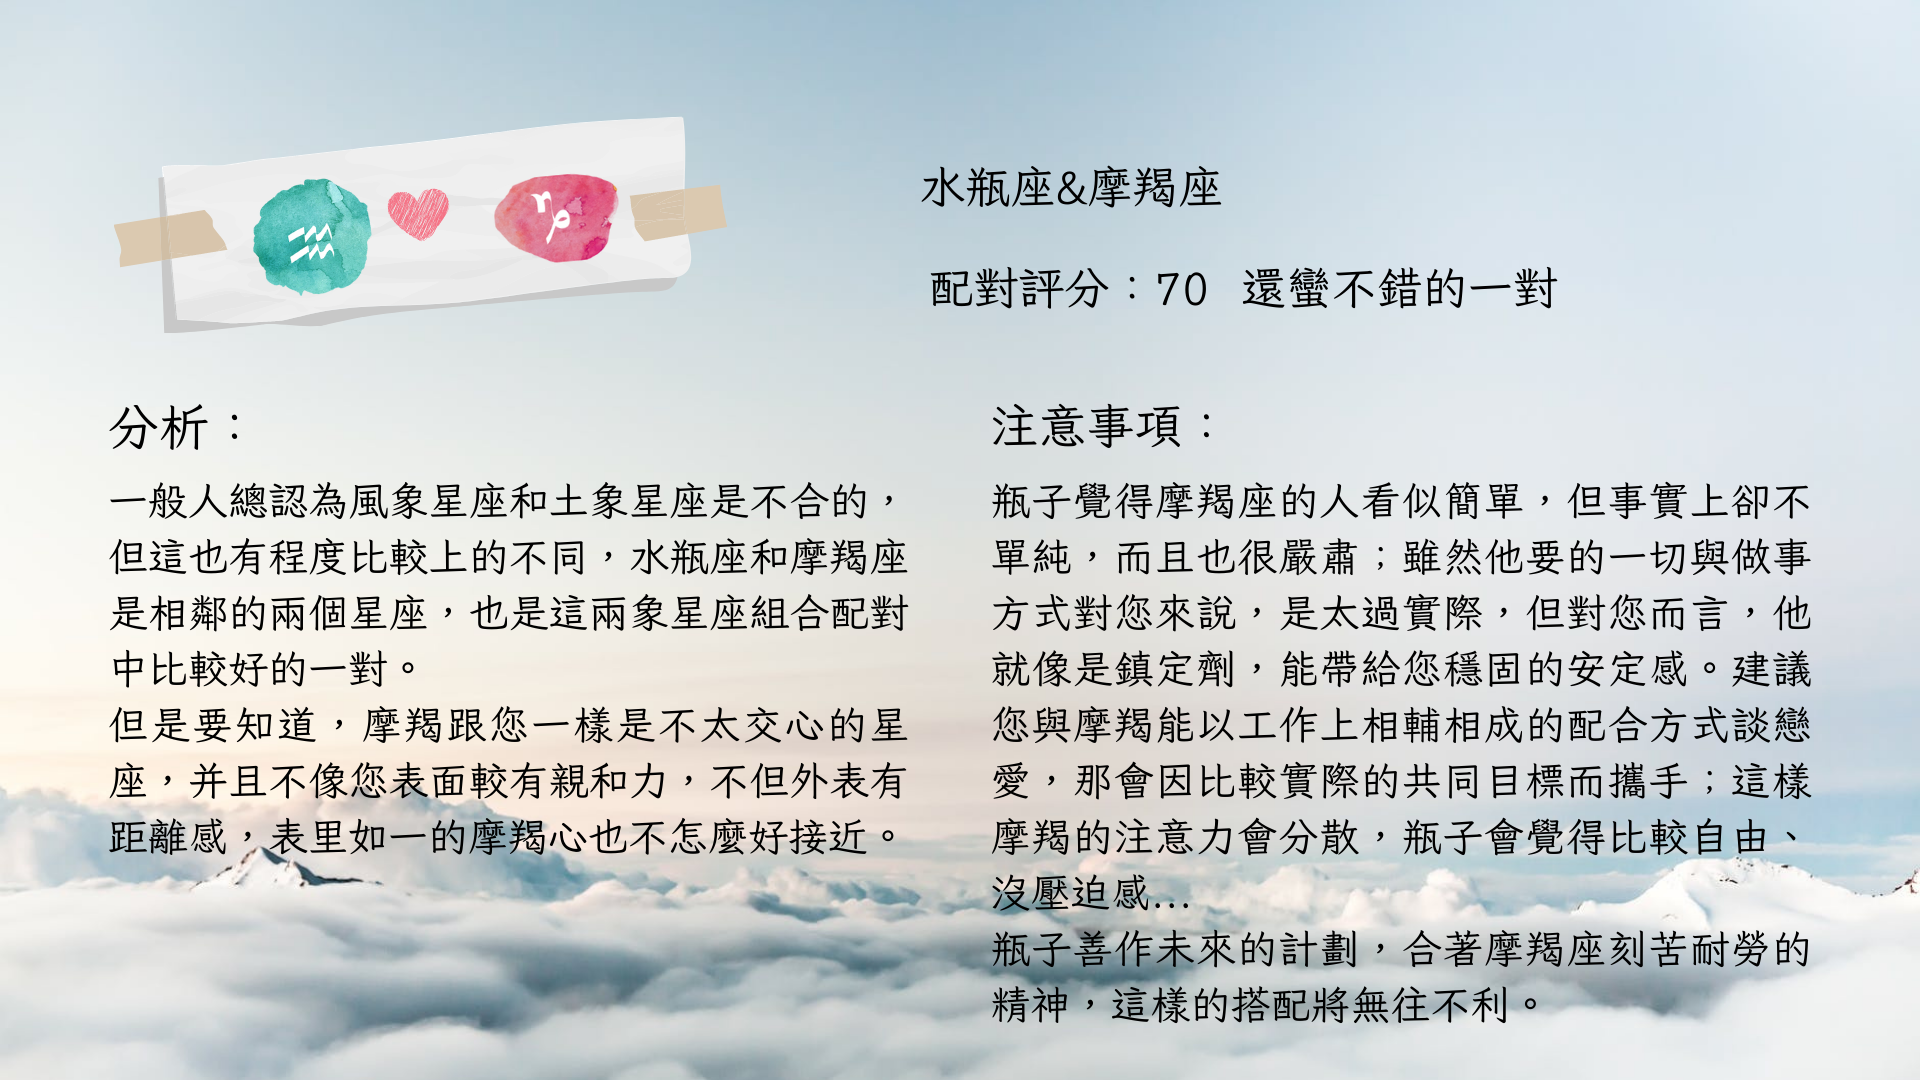 水瓶座&摩羯座
配對評分：70 還蠻不錯的一對
分析：
一般人總認為風象星座和土象星座是不合的，
但這也有程度比較上的不同，水瓶座和摩羯座
是相鄰的兩個星座，也是這兩象星座組合配對
中比較好的一對。
但是要知道，摩羯跟您一樣是不太交心的星
座，并且不像您表面較有親和力，不但外表有
距離感，表里如一的摩羯心也不怎麼好接近。
注意事項：
瓶子覺得摩羯座的人看似簡單，但事實上卻不
單純，而且也很嚴肅；雖然他要的一切與做事
方式對您來說，是太過實際，但對您而言，他
就像是鎮定劑，能帶給您穩固的安定感。建議
您與摩羯能以工作上相輔相成的配合方式談戀
愛，那會因比較實際的共同目標而攜手；這樣
摩羯的注意力會分散，瓶子會覺得比較自由、
沒壓迫感...
瓶子善作未來的計劃，合著摩羯座刻苦耐勞的
精神，這樣的搭配將無往不利。